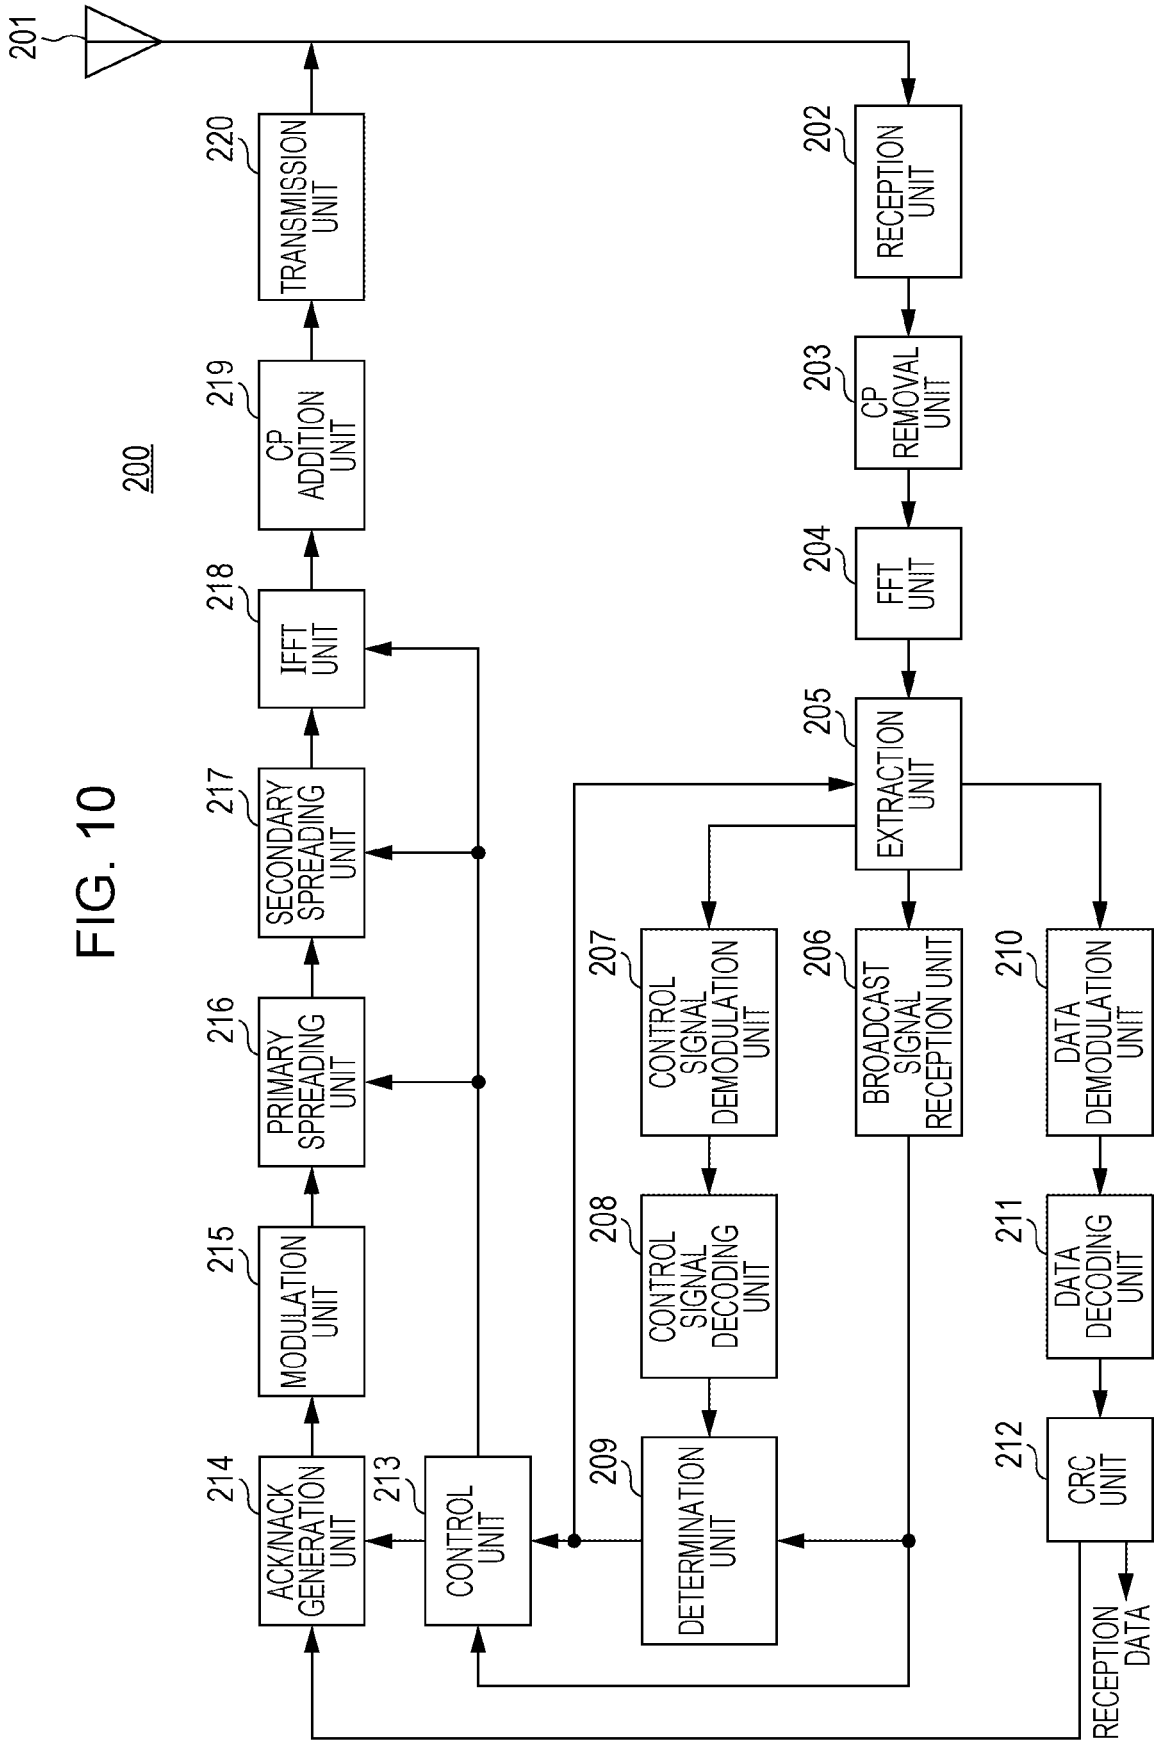 FIG. 10
200
201
220
TRANSMISSION
UNIT
219
CP
ADDITION
UNIT
218
IFFT
UNIT
217
SECONDARY
SPREADING
UNIT
216
PRIMARY
SPREADING
UNIT
215
MODULATION
UNIT
214
ACK/NACK
GENERATION
UNIT
213
CONTROL
UNIT
209
DETERMINATION
UNIT
208
CONTROL
SIGNAL
DECODING
UNIT
207
CONTROL
SIGNAL
DEMODULATION
UNIT
206
BROADCAST
SIGNAL
RECEPTION UNIT
205
EXTRACTION
UNIT
204
FFT
UNIT
203
CP
REMOVAL
UNIT
202
RECEPTION
UNIT
210
DATA
DEMODULATION
UNIT
211
DATA
DECODING
UNIT
212
CRC
UNIT
RECEPTION
DATA